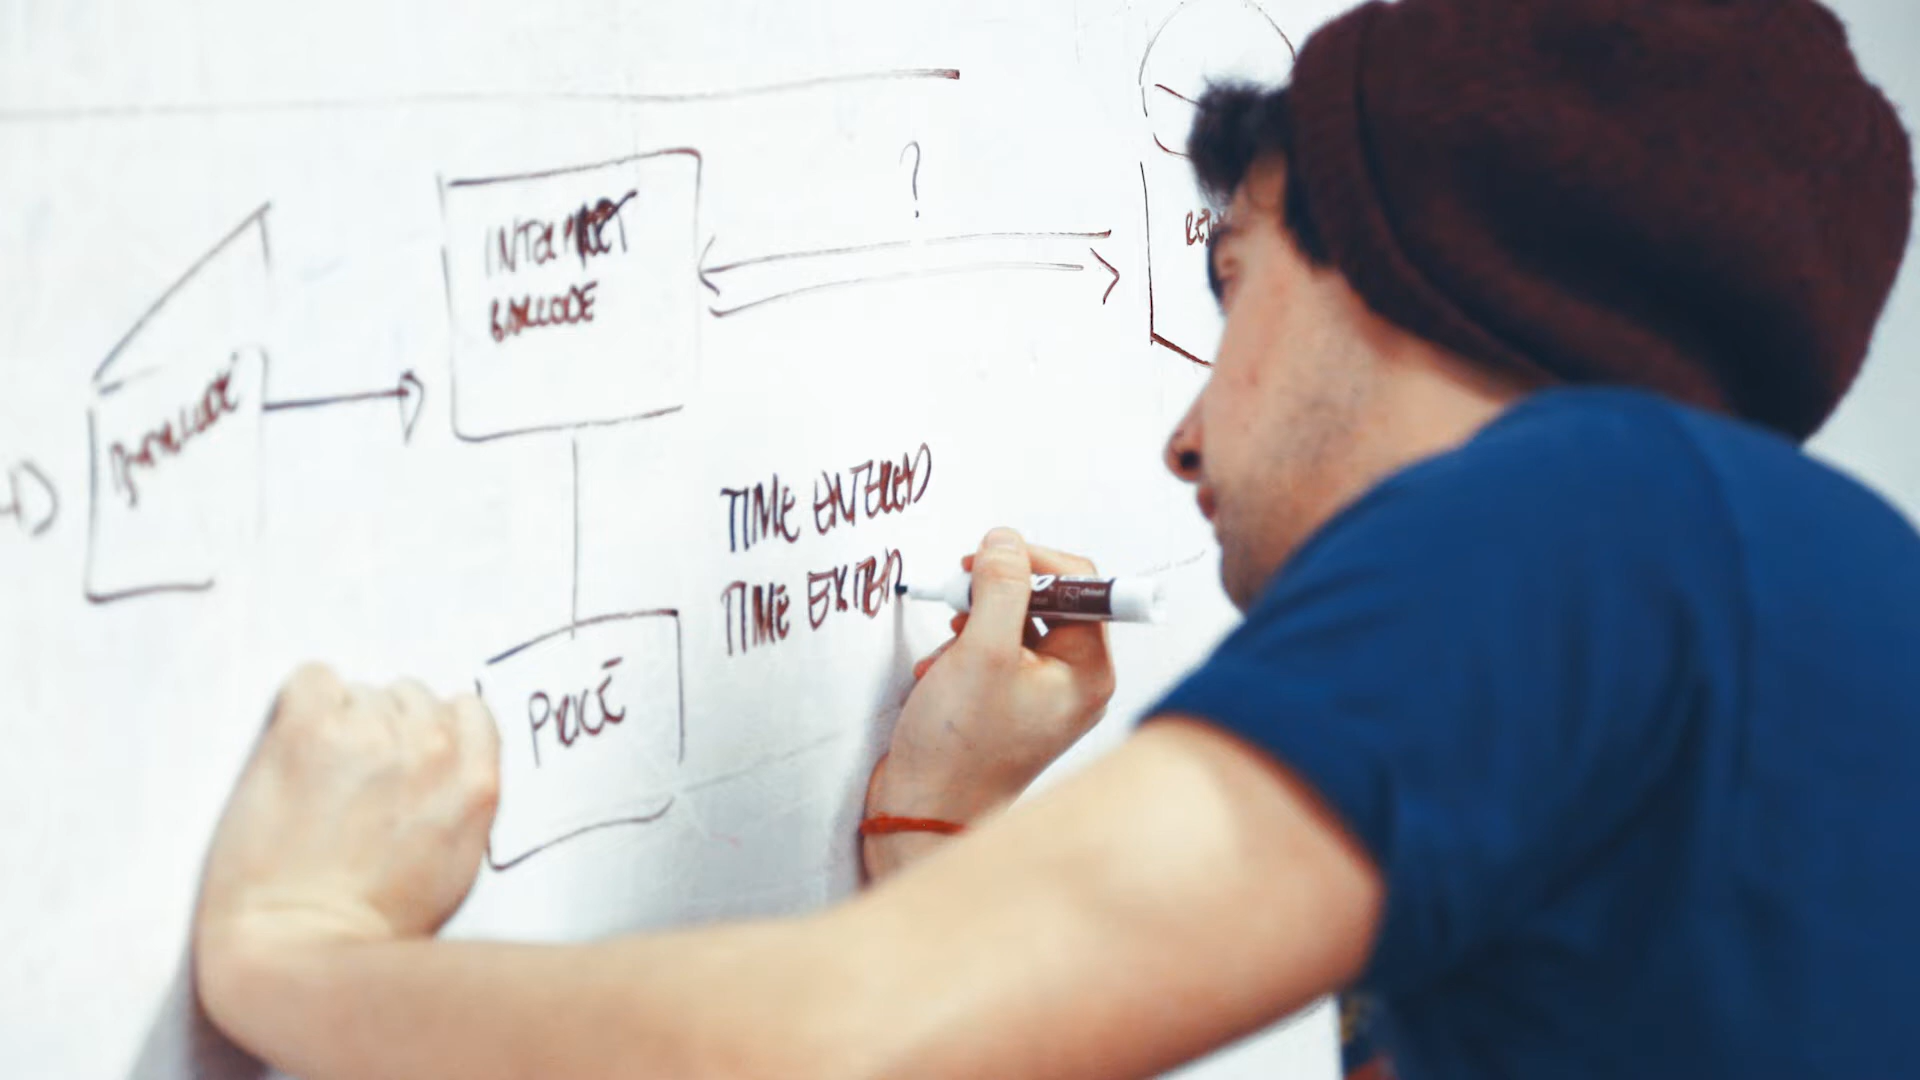 ?
INTERPRET
BARCODE
BARCODE
TIME ENTERED
TIME EXITED
PRICE